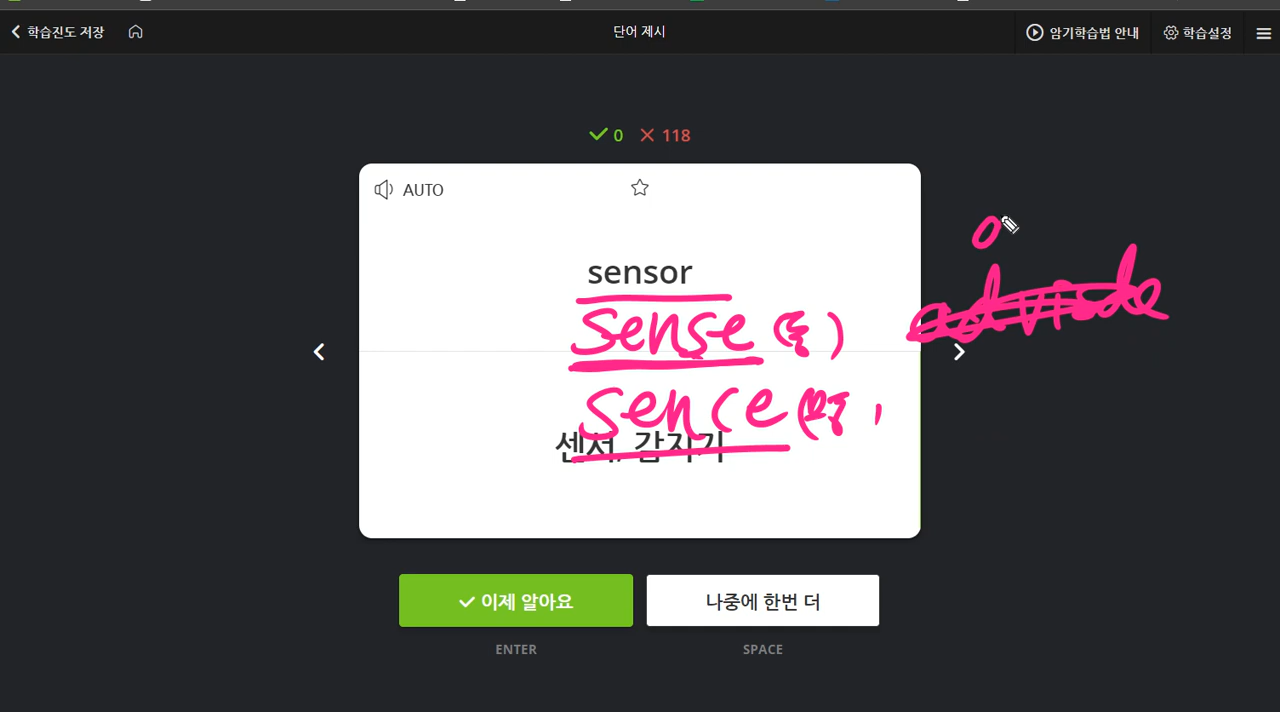 학습진도 저장
단어 제시
암기학습법 안내
학습설정
0 118
AUTO
sensor
sense (동)
sence (명,
센서, 감지기
이제 알아요
나중에 한번 더
ENTER
SPACE